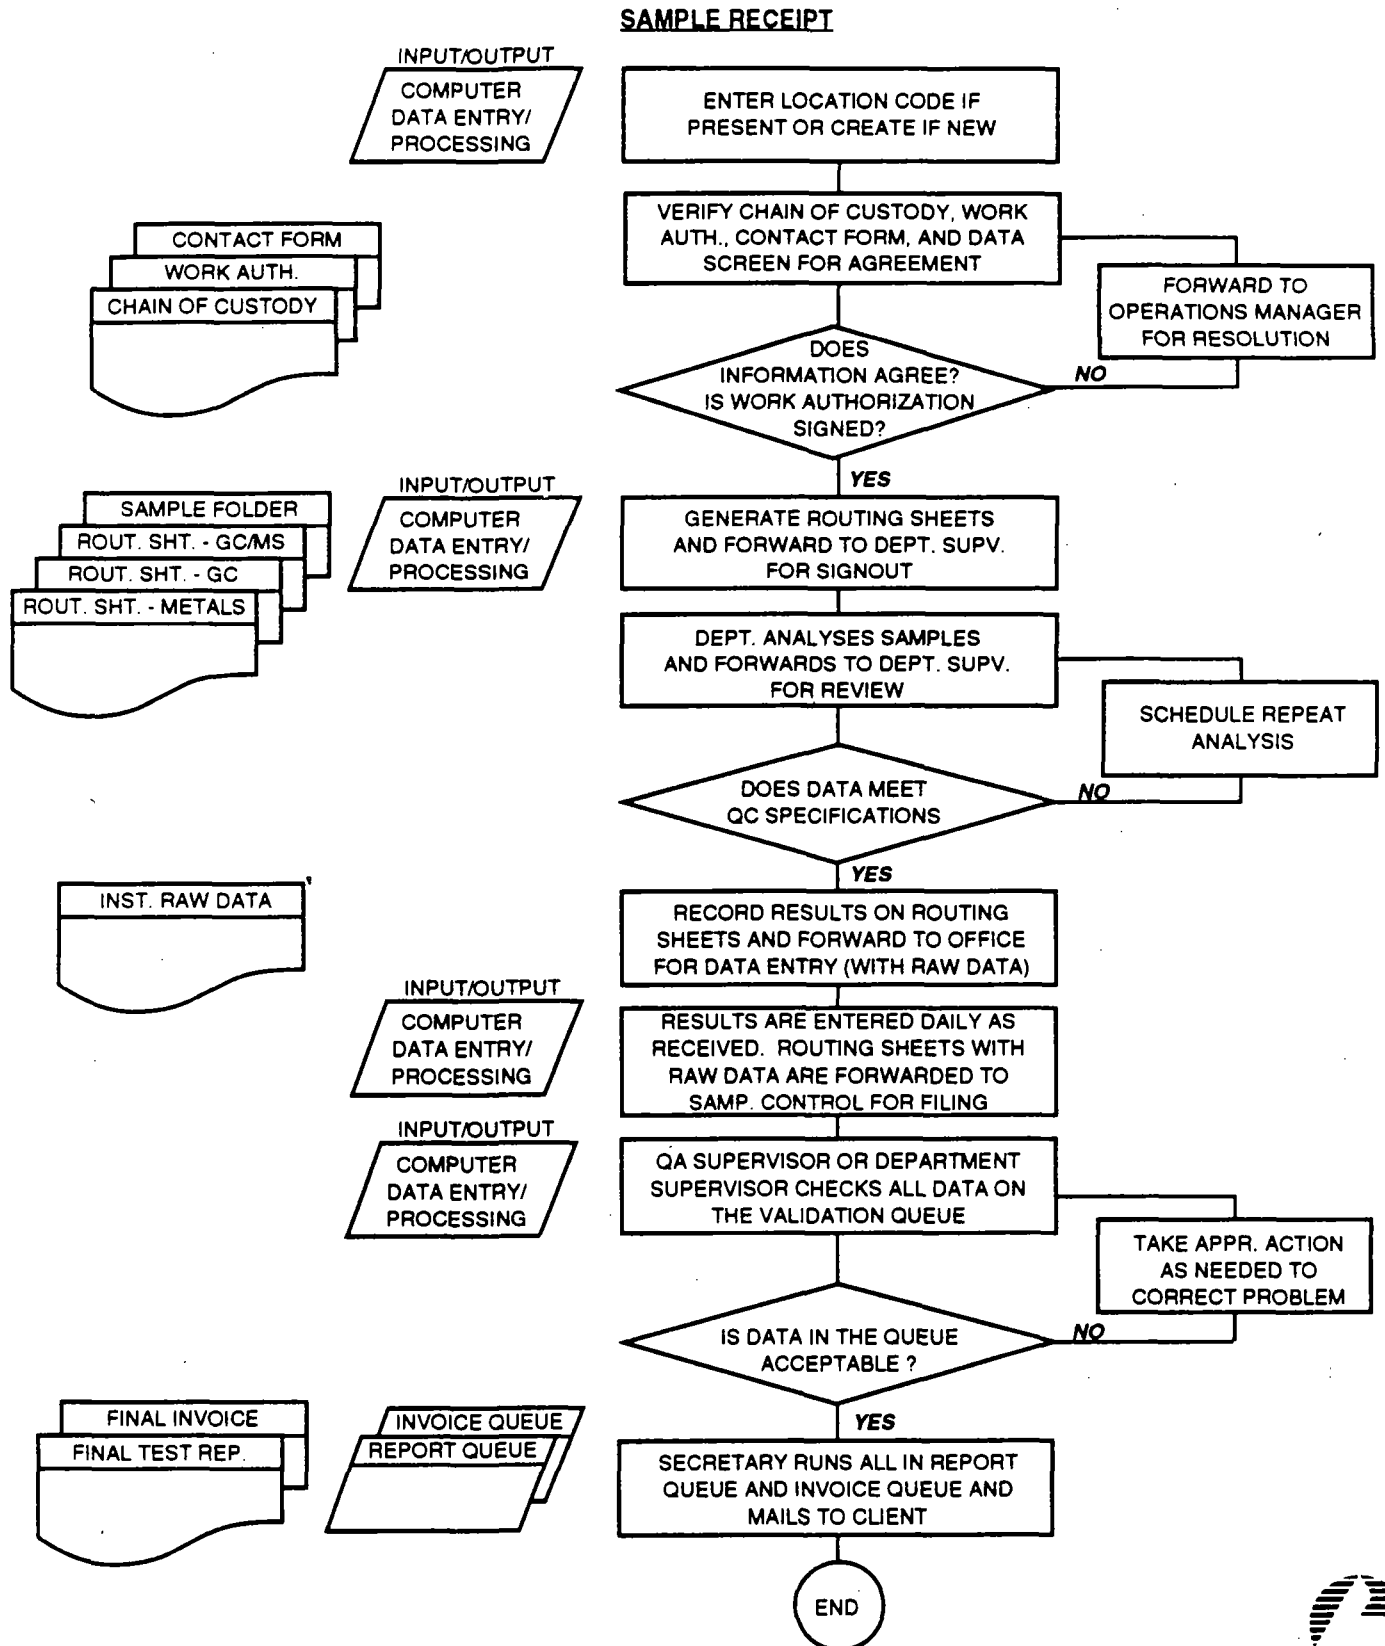 SAMPLE RECEIPT
INPUT/OUTPUT
COMPUTER
DATA ENTRY/
PROCESSING
ENTER LOCATION CODE IF
PRESENT OR CREATE IF NEW
CONTACT FORM
WORK AUTH.
CHAIN OF CUSTODY
VERIFY CHAIN OF CUSTODY, WORK
AUTH., CONTACT FORM, AND DATA
SCREEN FOR AGREEMENT
FORWARD TO
OPERATIONS MANAGER
FOR RESOLUTION
DOES
INFORMATION AGREE?
IS WORK AUTHORIZATION
SIGNED?
NO
YES
SAMPLE FOLDER
ROUT. SHT. - GC/MS
ROUT. SHT. - GC
ROUT. SHT. - METALS
INPUT/OUTPUT
COMPUTER
DATA ENTRY/
PROCESSING
GENERATE ROUTING SHEETS
AND FORWARD TO DEPT. SUPV.
FOR SIGNOUT
DEPT. ANALYSES SAMPLES
AND FORWARDS TO DEPT. SUPV.
FOR REVIEW
SCHEDULE REPEAT
ANALYSIS
DOES DATA MEET
QC SPECIFICATIONS
NO
YES
INST. RAW DATA
RECORD RESULTS ON ROUTING
SHEETS AND FORWARD TO OFFICE
FOR DATA ENTRY (WITH RAW DATA)
INPUT/OUTPUT
COMPUTER
DATA ENTRY/
PROCESSING
RESULTS ARE ENTERED DAILY AS
RECEIVED. ROUTING SHEETS WITH
RAW DATA ARE FORWARDED TO
SAMP. CONTROL FOR FILING
INPUT/OUTPUT
COMPUTER
DATA ENTRY/
PROCESSING
QA SUPERVISOR OR DEPARTMENT
SUPERVISOR CHECKS ALL DATA ON
THE VALIDATION QUEUE
TAKE APPR. ACTION
AS NEEDED TO
CORRECT PROBLEM
IS DATA IN THE QUEUE
ACCEPTABLE ?
NO
YES
FINAL INVOICE
FINAL TEST REP.
INVOICE QUEUE
REPORT QUEUE
SECRETARY RUNS ALL IN REPORT
QUEUE AND INVOICE QUEUE AND
MAILS TO CLIENT
END